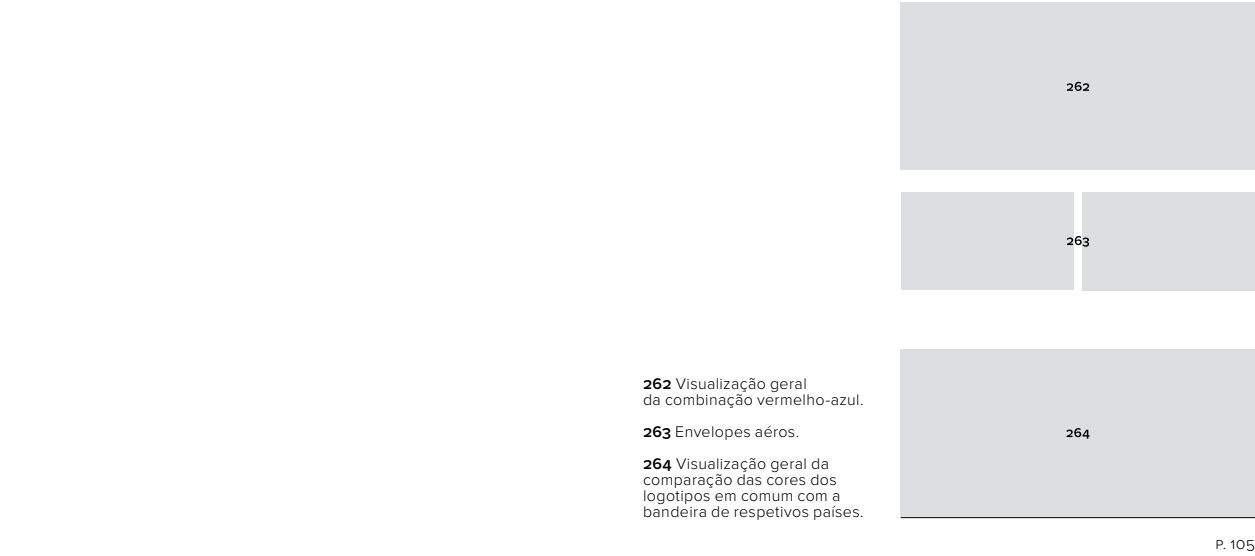 262
263
262 Visualização geral
da combinação vermelho-azul.
263 Envelopes aéros.
264 Visualização geral da
comparação das cores dos
logotipos em comum com a
bandeira de respetivos países.
264
P. 105